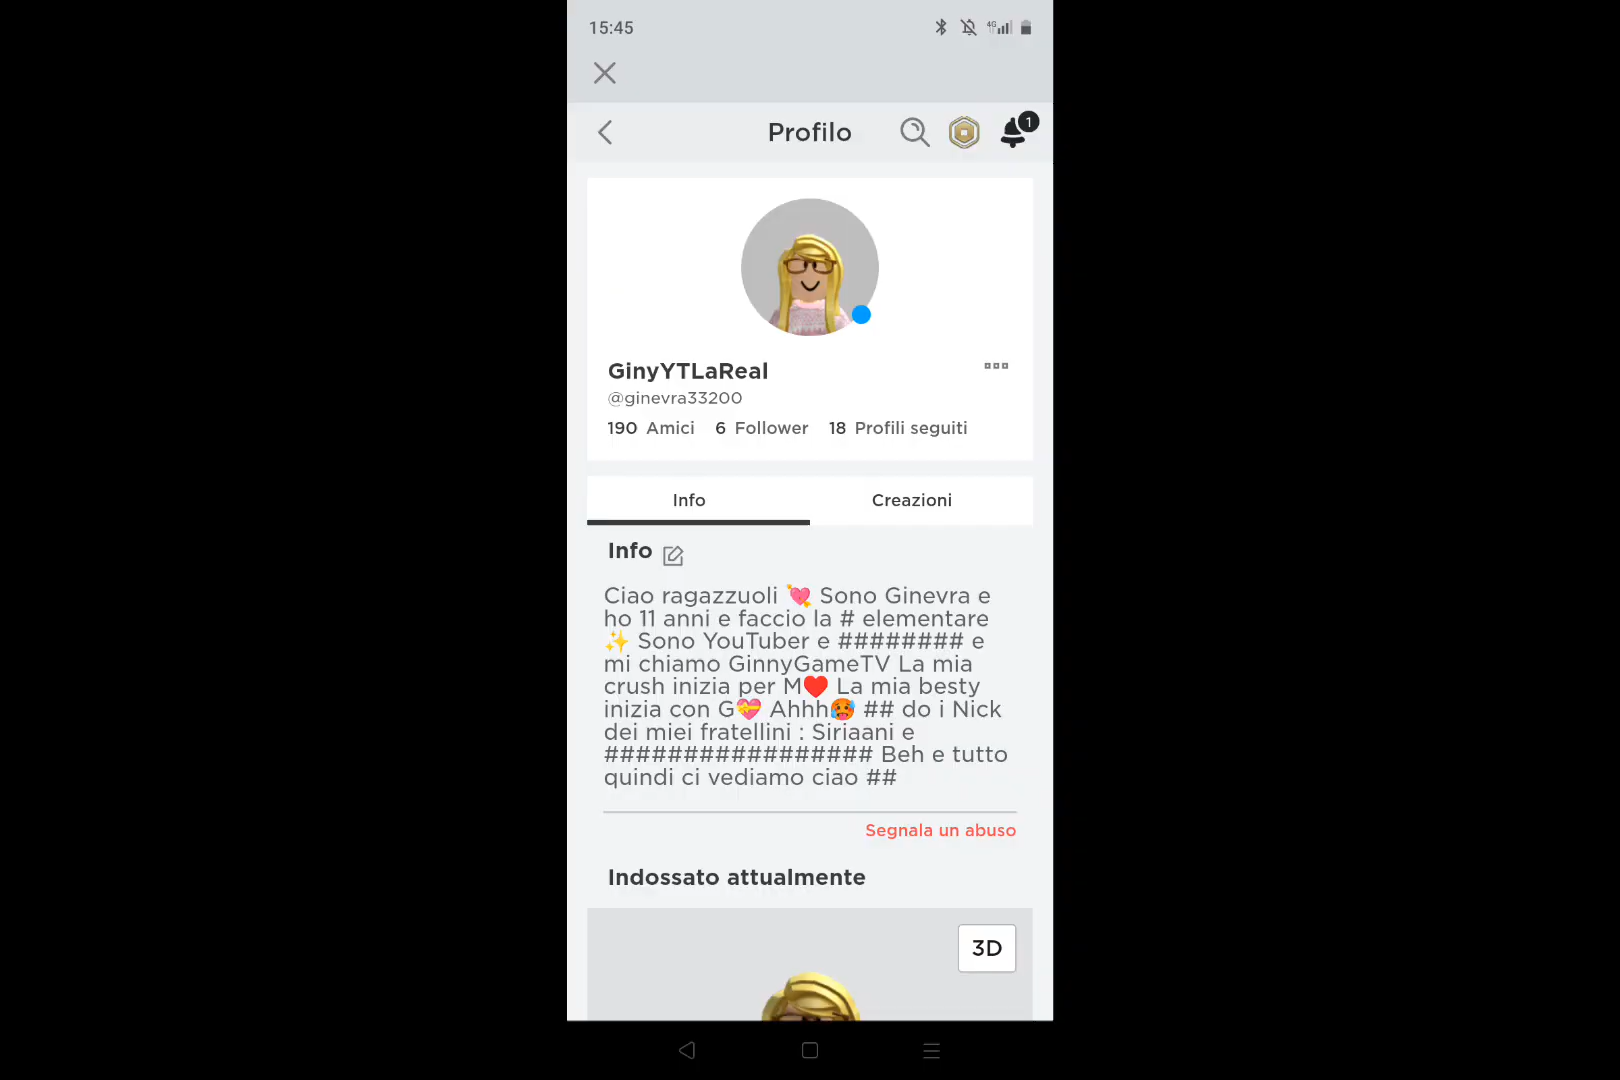 15:45
4G
Profilo
1
GinyYTLaReal
@ginevra33200
190 Amici 6 Follower 18 Profili seguiti
Info Creazioni
Info
Ciao ragazzuoli 💘 Sono Ginevra e
ho 11 anni e faccio la # elementare
✨ Sono YouTuber e ######## e
mi chiamo GinnyGameTV La mia
crush inizia per M❤️ La mia besty
inizia con G💝 Ahhh🥵 ## do i Nick
dei miei fratellini : Siriaani e
################# Beh e tutto
quindi ci vediamo ciao ##
Segnala un abuso
Indossato attualmente
3D